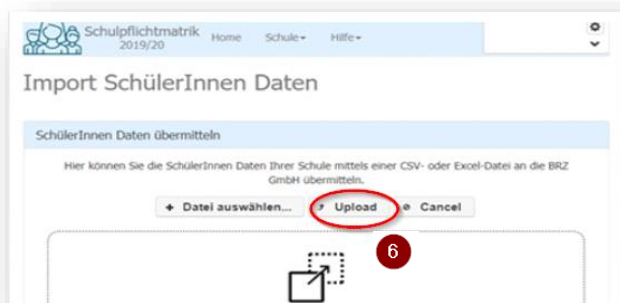 Schulpflichtmatrik Home Schule Hilfe
2019/20
Import SchülerInnen Daten
SchülerInnen Daten übermitteln
Hier können Sie die SchülerInnen Daten Ihrer Schule mittels einer CSV- oder Excel-Datei an die BRZ
GmbH übermitteln.
+ Datei auswählen... Upload Cancel
6